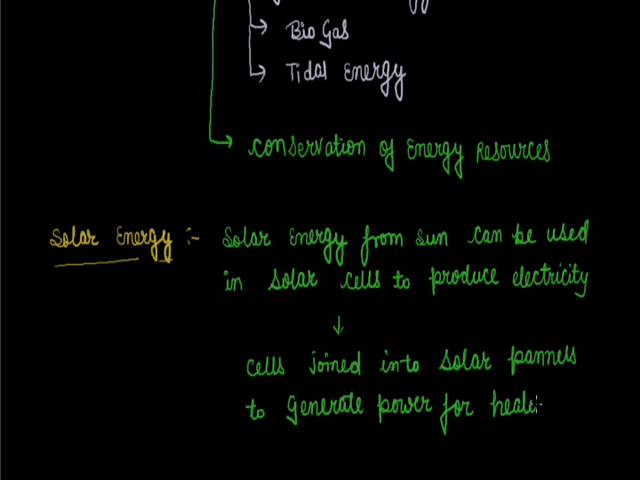 Bio Gas
Tidal Energy
Conservation of Energy Resources
Solar Energy :- Solar Energy from Sun can be used
in solar cells to produce electricity
cells joined into solar pannels
to Generate power for